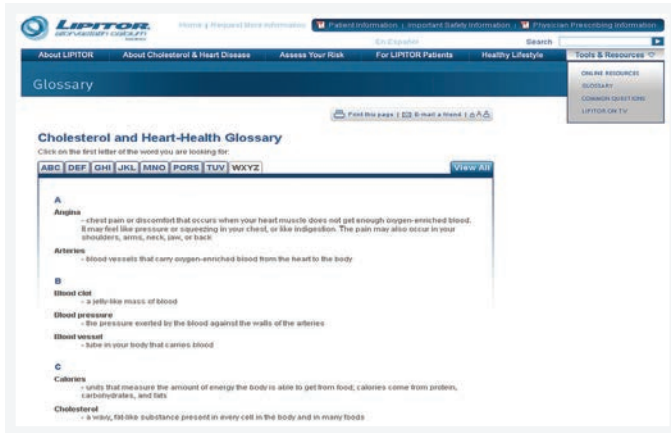 LIPITOR
atorvastatin calcium
Home | Request More Information | Patient Information | Important Safety Information | Physician Prescribing Information
En Español Search
About LIPITOR About Cholesterol & Heart Disease Assess Your Risk For LIPITOR Patients Healthy Lifestyle Tools & Resources
ONLINE RESOURCES
GLOSSARY
COMMON QUESTIONS
LIPITOR ON TV
Glossary
Print this page | E-mail a friend | A A A
Cholesterol and Heart-Health Glossary
Click on the first letter of the word you are looking for:
ABC DEF GHI JKL MNO PQRS TUV WXYZ View All
A
Angina
- chest pain or discomfort that occurs when your heart muscle does not get enough oxygen-enriched blood.
It may feel like pressure or squeezing in your chest, or like indigestion. The pain may also occur in your
shoulders, arms, neck, jaw, or back
Arteries
- blood vessels that carry oxygen-enriched blood from the heart to the body
B
Blood clot
- a jelly-like mass of blood
Blood pressure
- the pressure exerted by the blood against the walls of the arteries
Blood vessel
- tube in your body that carries blood
C
Calories
- units that measure the amount of energy the body is able to get from food; calories come from protein,
carbohydrates, and fats
Cholesterol
- a waxy, fat-like substance present in every cell in the body and in many foods